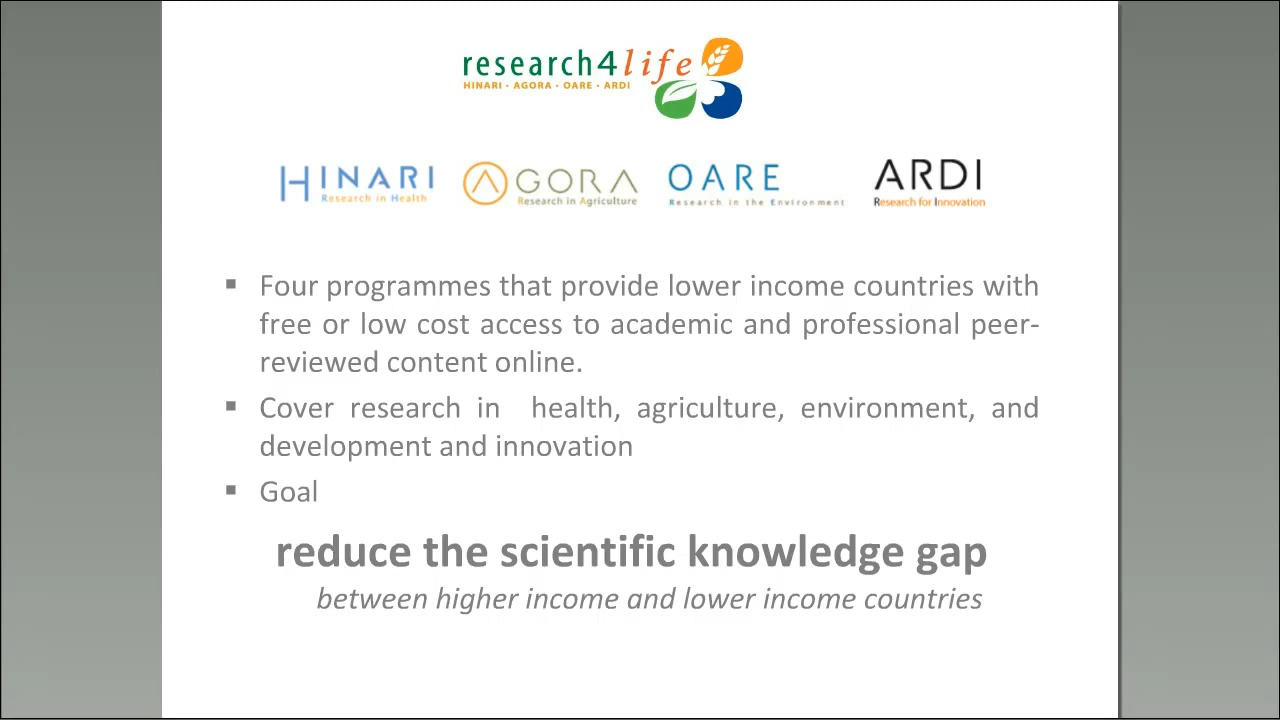 research4life
HINARI · AGORA · OARE · ARDI
HINARI
Research in Health
AGORA
Research in Agriculture
OARE
Research in the Environment
ARDI
Research for Innovation
▪ Four programmes that provide lower income countries with
free or low cost access to academic and professional peer-
reviewed content online.
▪ Cover research in health, agriculture, environment, and
development and innovation
▪ Goal
reduce the scientific knowledge gap
between higher income and lower income countries